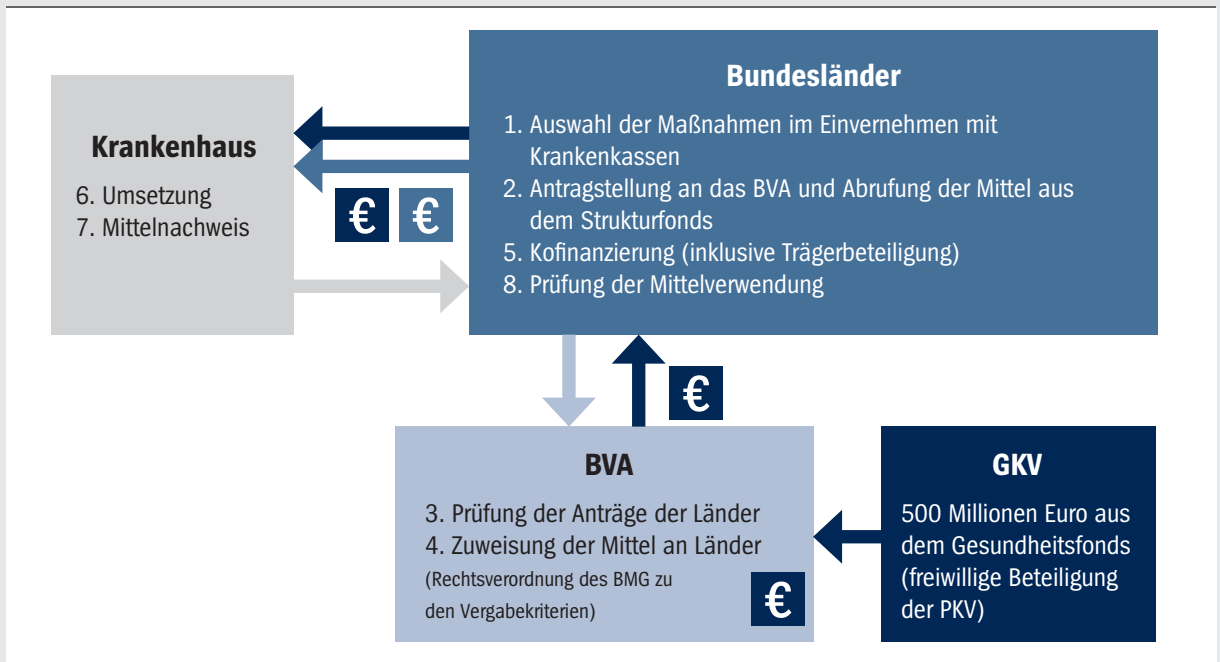 Krankenhaus
6. Umsetzung
7. Mittelnachweis
€ €
Bundesländer
1. Auswahl der Maßnahmen im Einvernehmen mit
Krankenkassen
2. Antragstellung an das BVA und Abrufung der Mittel aus
dem Strukturfonds
5. Kofinanzierung (inklusive Trägerbeteiligung)
8. Prüfung der Mittelverwendung
€
BVA
3. Prüfung der Anträge der Länder
4. Zuweisung der Mittel an Länder
(Rechtsverordnung des BMG zu
den Vergabekriterien)
€
GKV
500 Millionen Euro aus
dem Gesundheitsfonds
(freiwillige Beteiligung
der PKV)